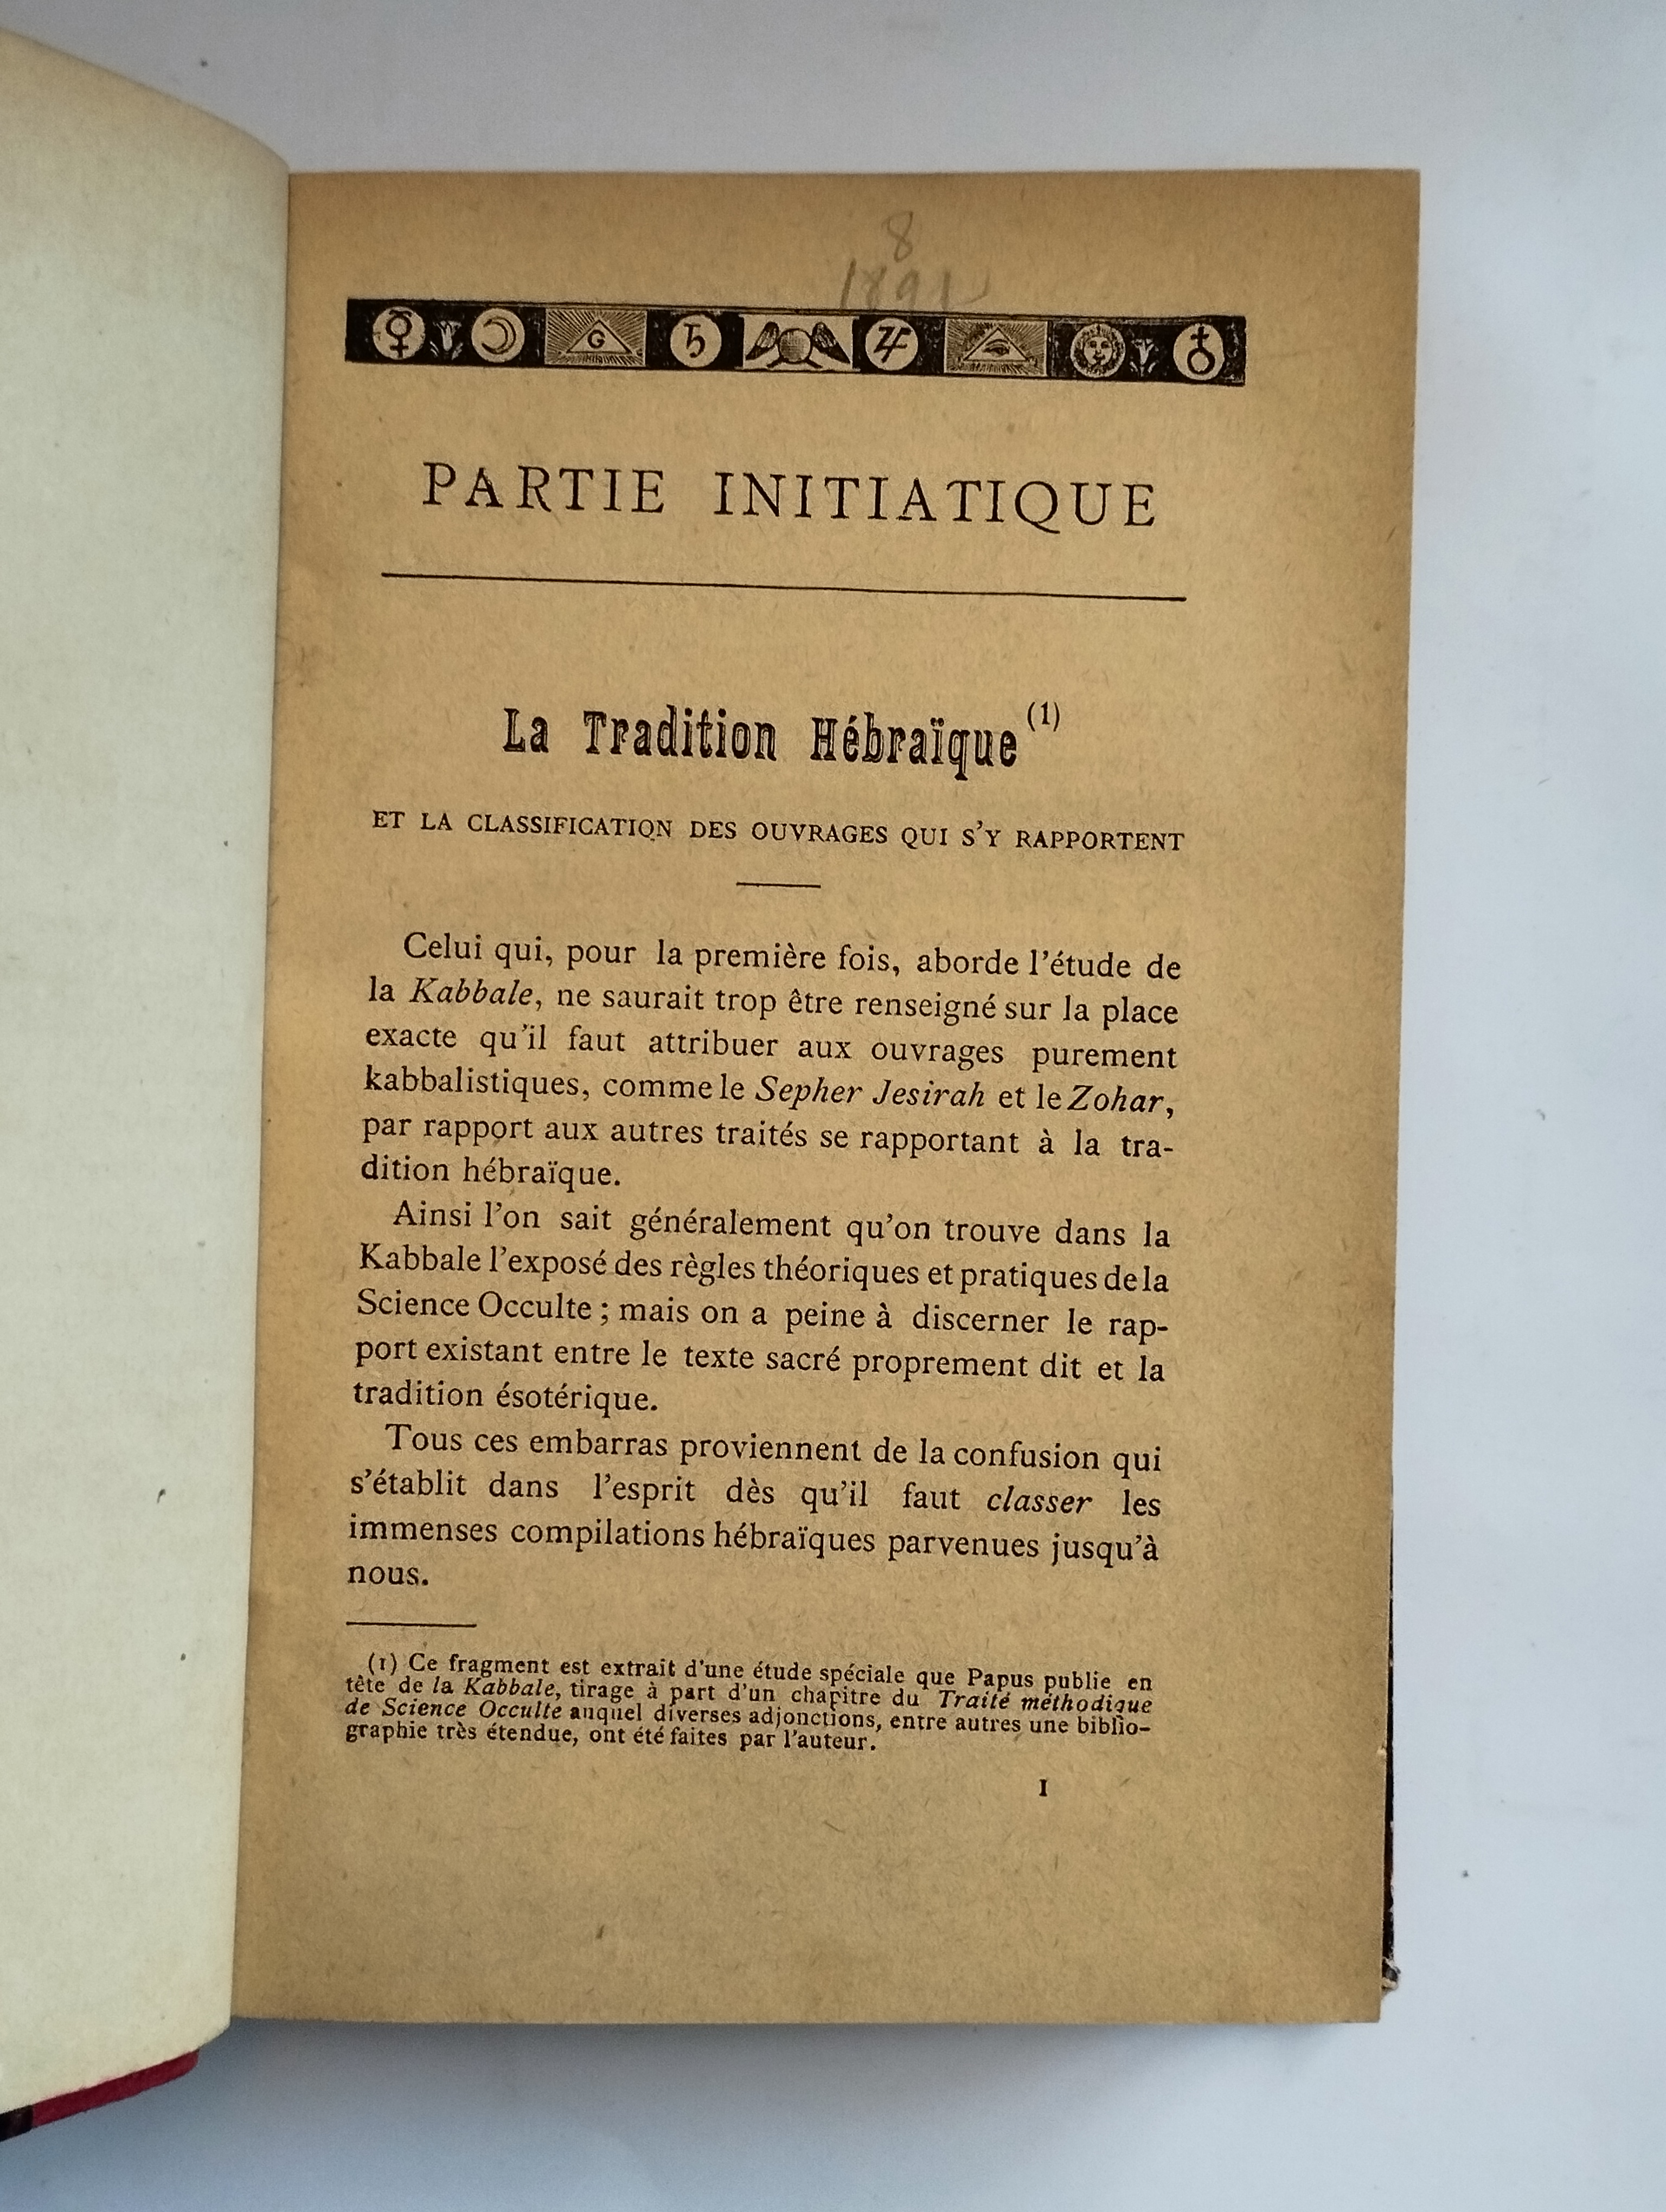 8
1891
G
PARTIE INITIATIQUE
La Tradition Hébraïque (1)
ET LA CLASSIFICATION DES OUVRAGES QUI S'Y RAPPORTENT
Celui qui, pour la première fois, aborde l'étude de
la Kabbale, ne saurait trop être renseigné sur la place
exacte qu'il faut attribuer aux ouvrages purement
kabbalistiques, comme le Sepher Jesirah et le Zohar,
par rapport aux autres traités se rapportant à la tra-
dition hébraïque.
Ainsi l'on sait généralement qu'on trouve dans la
Kabbale l'exposé des règles théoriques et pratiques de la
Science Occulte ; mais on a peine à discerner le rap-
port existant entre le texte sacré proprement dit et la
tradition ésotérique.
Tous ces embarras proviennent de la confusion qui
s'établit dans l'esprit dès qu'il faut classer les
immenses compilations hébraïques parvenues jusqu'à
nous.
(1) Ce fragment est extrait d'une étude spéciale que Papus publie en
tête de la Kabbale, tirage à part d'un chapitre du Traité méthodique
de Science Occulte auquel diverses adjonctions, entre autres une biblio-
graphie très étendue, ont été faites par l'auteur.
1